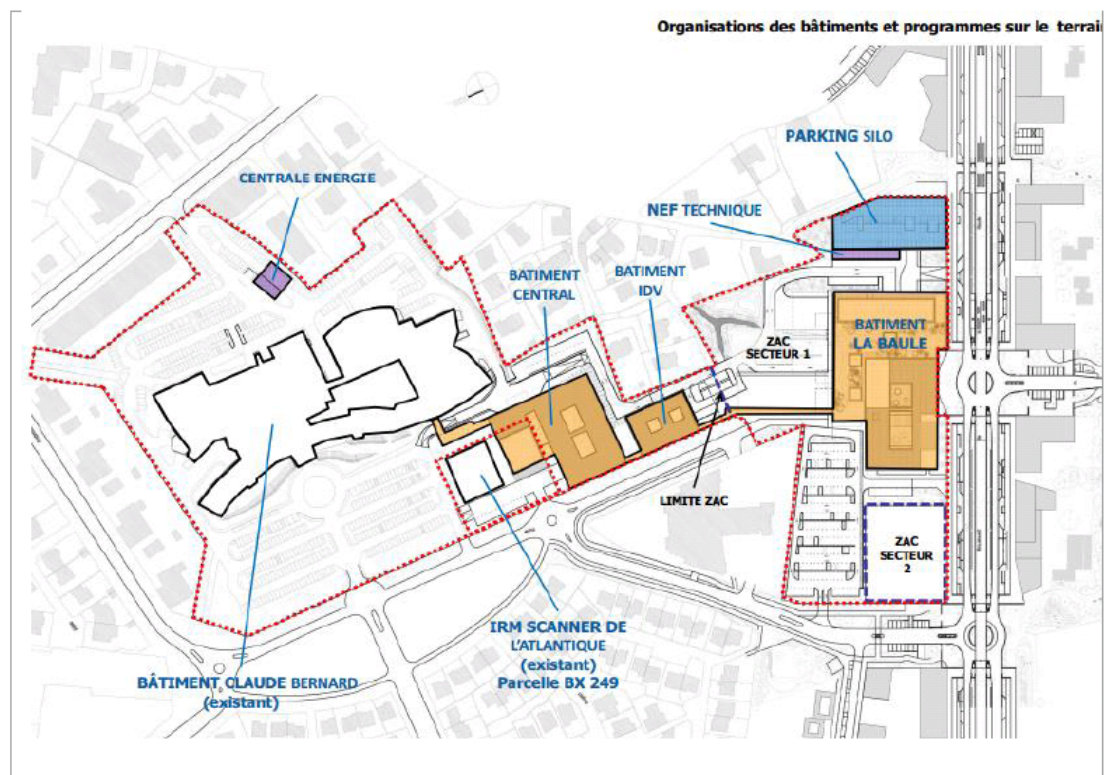 Organisations des bâtiments et programmes sur le terrai
PARKING SILO
CENTRALE ENERGIE
NEF TECHNIQUE
BATIMENT
CENTRAL
BATIMENT
IDV
ZAC
SECTEUR 1
BATIMENT
LA BAULE
LIMITE ZAC
ZAC
SECTEUR
2
IRM SCANNER DE
L'ATLANTIQUE
(existant)
Parcelle BX 249
BÂTIMENT CLAUDE BERNARD
(existant)